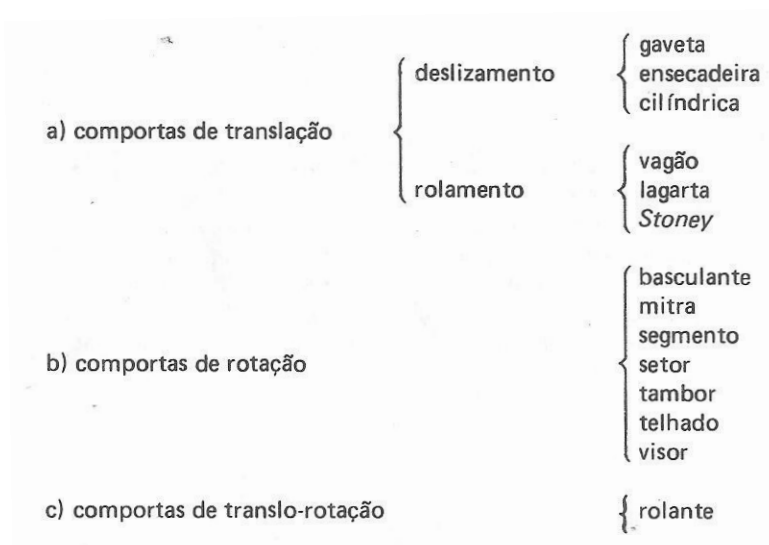 gaveta
deslizamento ensecadeira
cilíndrica
a) comportas de translação
vagão
rolamento lagarta
Stoney
basculante
mitra
segmento
b) comportas de rotação setor
tambor
telhado
visor
c) comportas de translo-rotação rolante